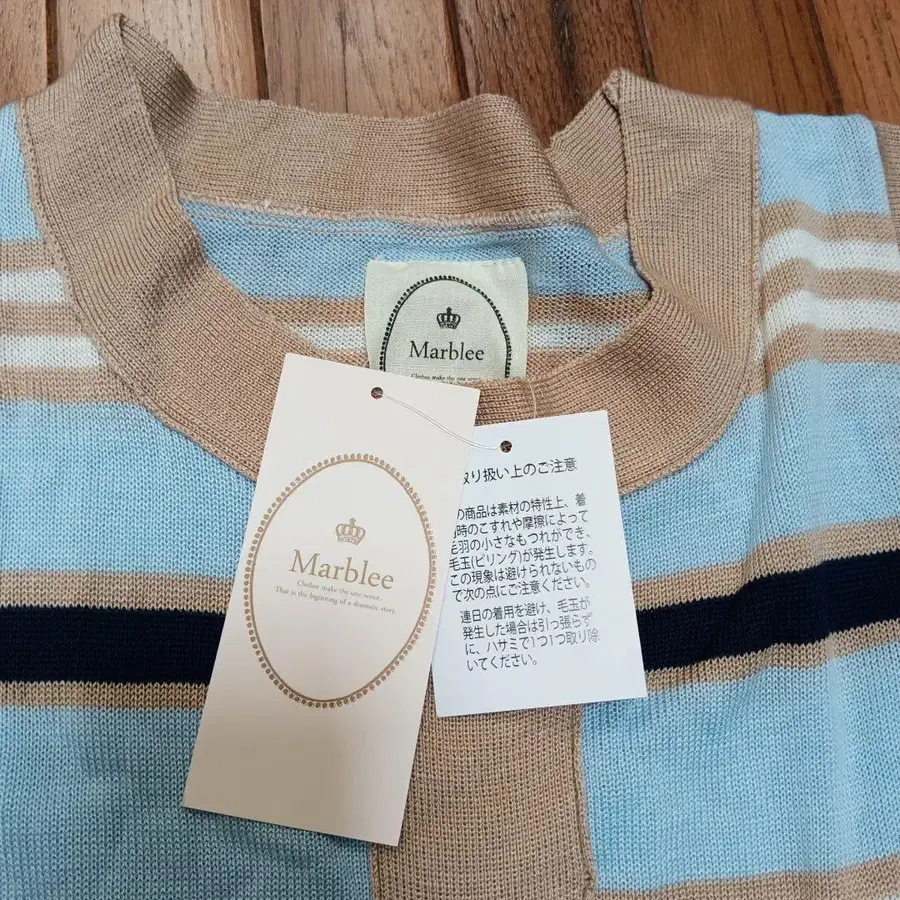 Marblee
Clothes make the one sence.
Marblee
Clothes make the one sence.
That is the beginning of a dramatic story.
取り扱い上のご注意
の商品は素材の特性上、着
時のこすれや摩擦によって
毛羽の小さなもつれができ、
毛玉(ピリング)が発生します。
この現象は避けられないもの
で次の点にご注意ください。
連日の着用を避け、毛玉が
発生した場合は引っ張らず
に、ハサミで1つ1つ取り除
いてください。